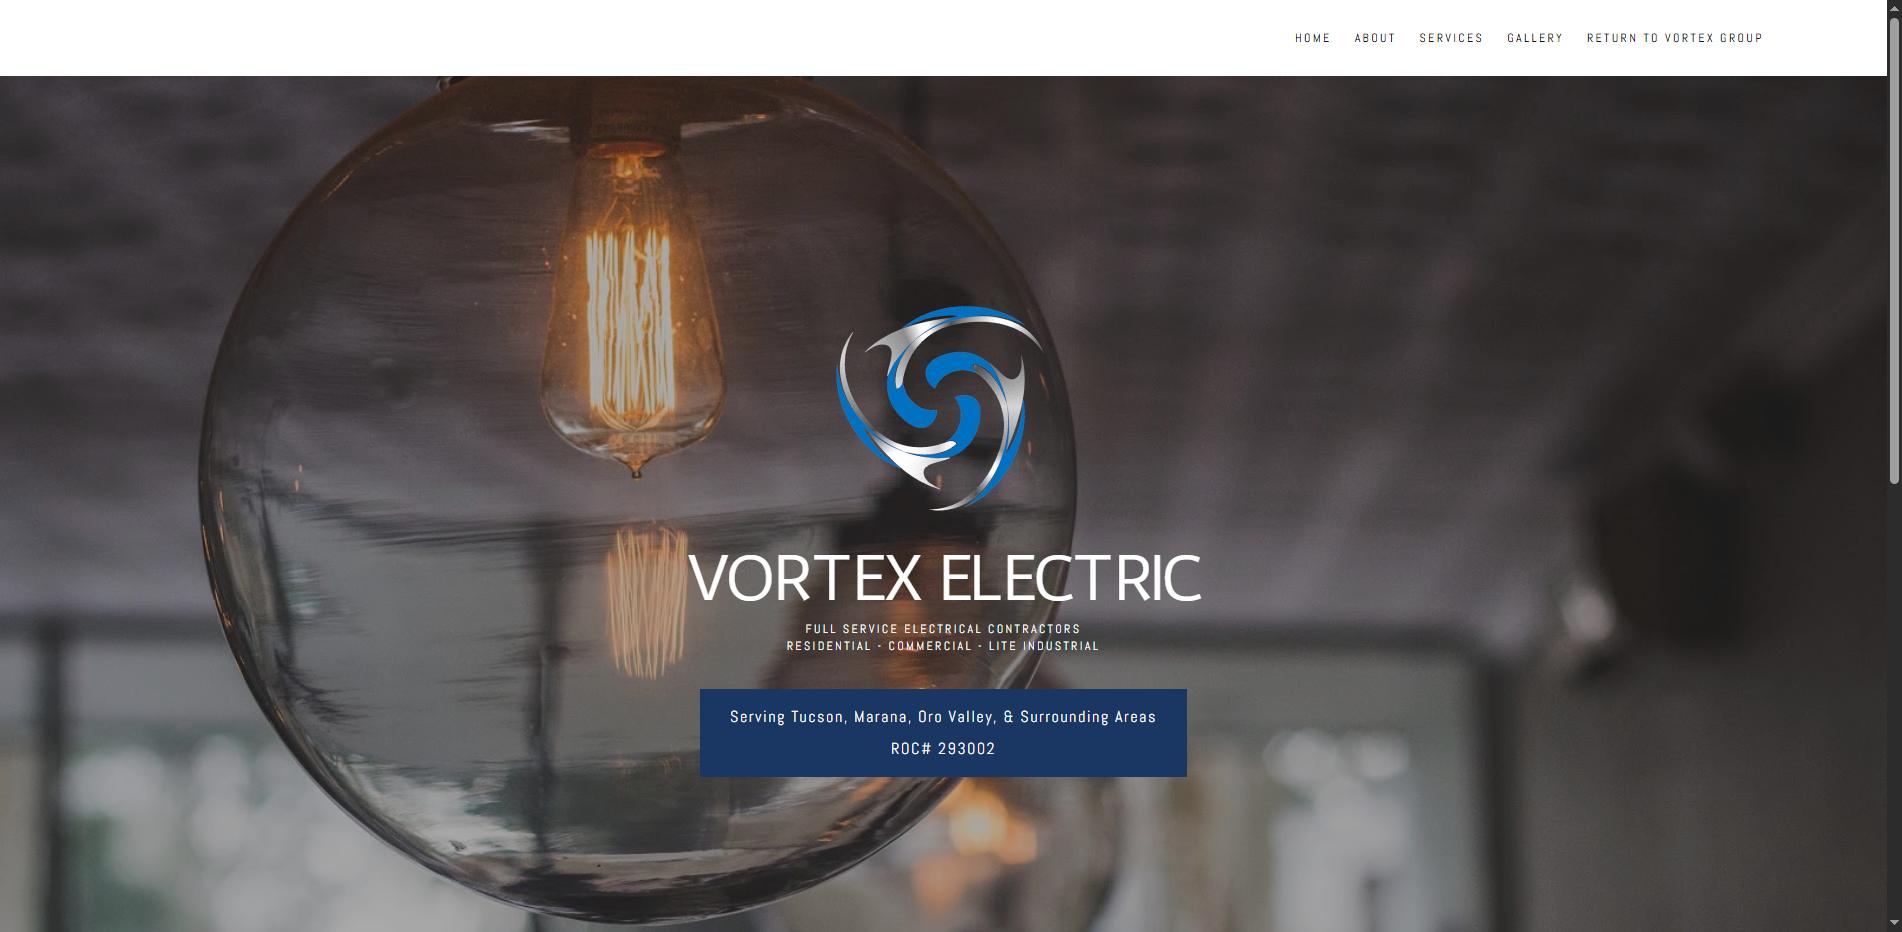 HOME ABOUT SERVICES GALLERY RETURN TO VORTEX GROUP
VORTEX ELECTRIC
FULL SERVICE ELECTRICAL CONTRACTORS
RESIDENTIAL - COMMERCIAL - LITE INDUSTRIAL
Serving Tucson, Marana, Oro Valley, & Surrounding Areas
ROC# 293002